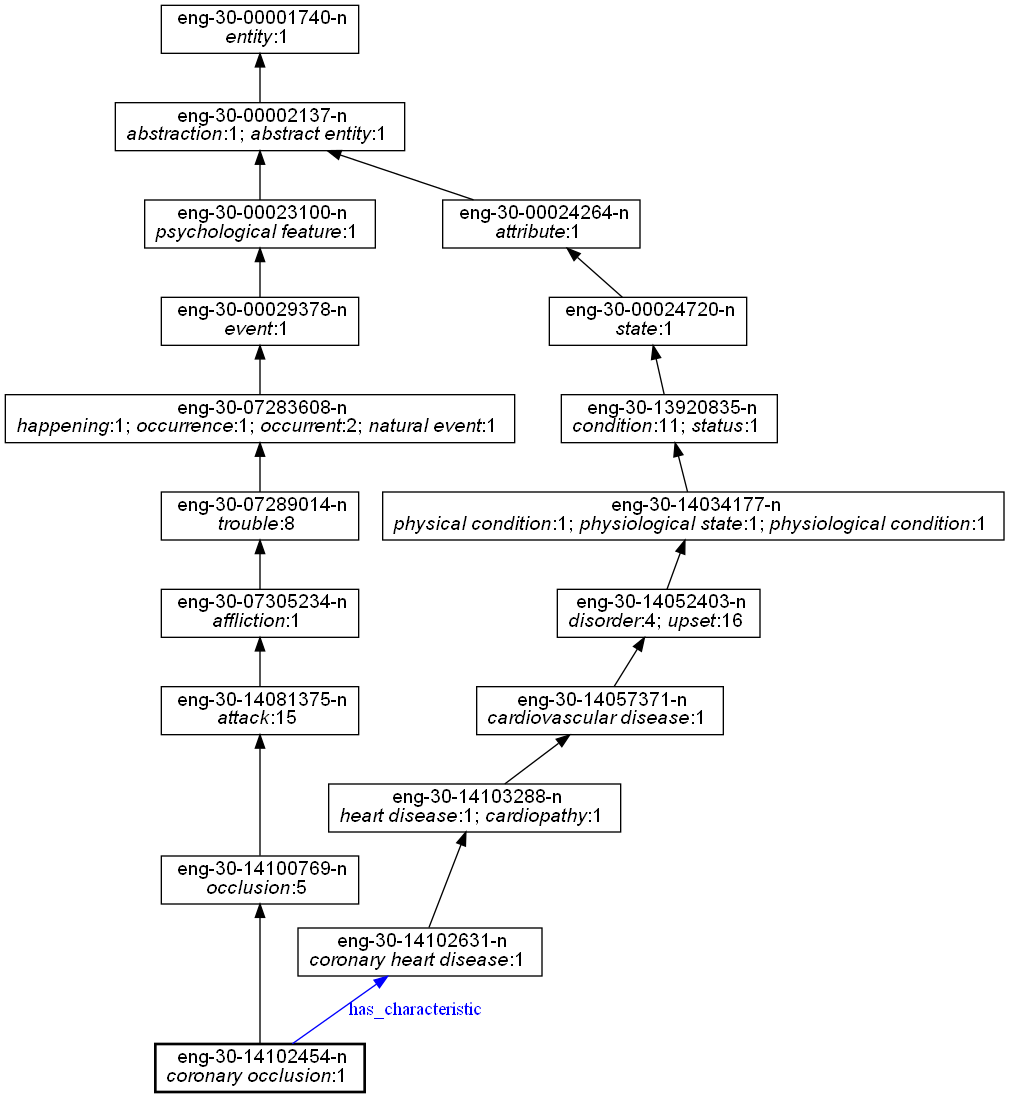 eng-30-00001740-n
entity:1
eng-30-00002137-n
abstraction:1; abstract entity:1
eng-30-00023100-n
psychological feature:1
eng-30-00024264-n
attribute:1
eng-30-00029378-n
event:1
eng-30-00024720-n
state:1
eng-30-07283608-n
happening:1; occurrence:1; occurrent:2; natural event:1
eng-30-13920835-n
condition:11; status:1
eng-30-07289014-n
trouble:8
eng-30-14034177-n
physical condition:1; physiological state:1; physiological condition:1
eng-30-07305234-n
affliction:1
eng-30-14052403-n
disorder:4; upset:16
eng-30-14081375-n
attack:15
eng-30-14057371-n
cardiovascular disease:1
eng-30-14103288-n
heart disease:1; cardiopathy:1
eng-30-14100769-n
occlusion:5
eng-30-14102631-n
coronary heart disease:1
has_characteristic
eng-30-14102454-n
coronary occlusion:1